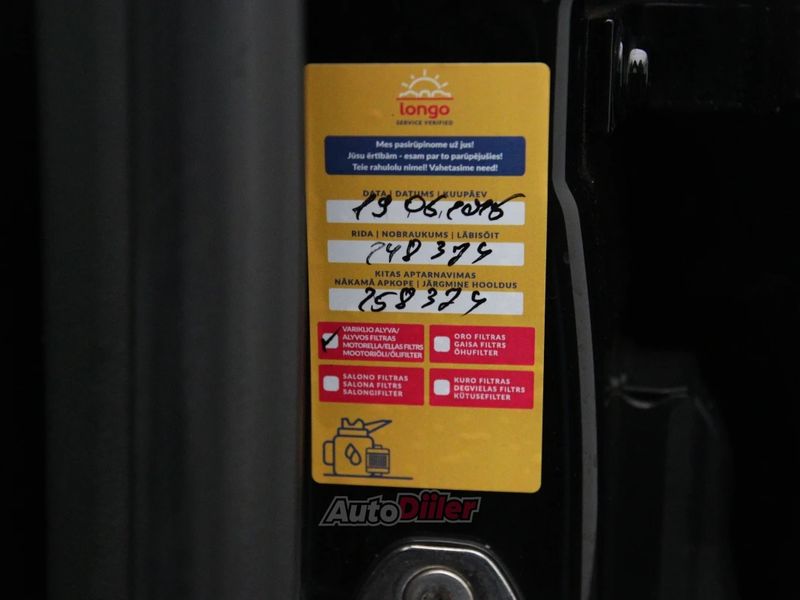 longo
SERVICE VERIFIED
Mes pasirūpinome už jus!
Jūsu ērtībām - esam par to parūpējušies!
Teie rahulolu nimel! Vahetasime need!
DATA | DATUMS | KUUPÄEV
19 06.2026
RIDA | NOBRAUKUMS | LÄBISÕIT
248374
KITAS APTARNAVIMAS
NĀKAMĀ APKOPE | JÄRGMINE HOOLDUS
258374
VARIKLIO ALYVA/
ALYVOS FILTRAS
MOTOREĻĻA/EĻĻAS FILTRS
MOOTORIÕLI/ÕLIFILTER
ORO FILTRAS
GAISA FILTRS
ÕHUFILTER
SALONO FILTRAS
SALONA FILTRS
SALONGIFILTER
KURO FILTRAS
DEGVIELAS FILTRS
KÜTUSEFILTER
AutoDiiler